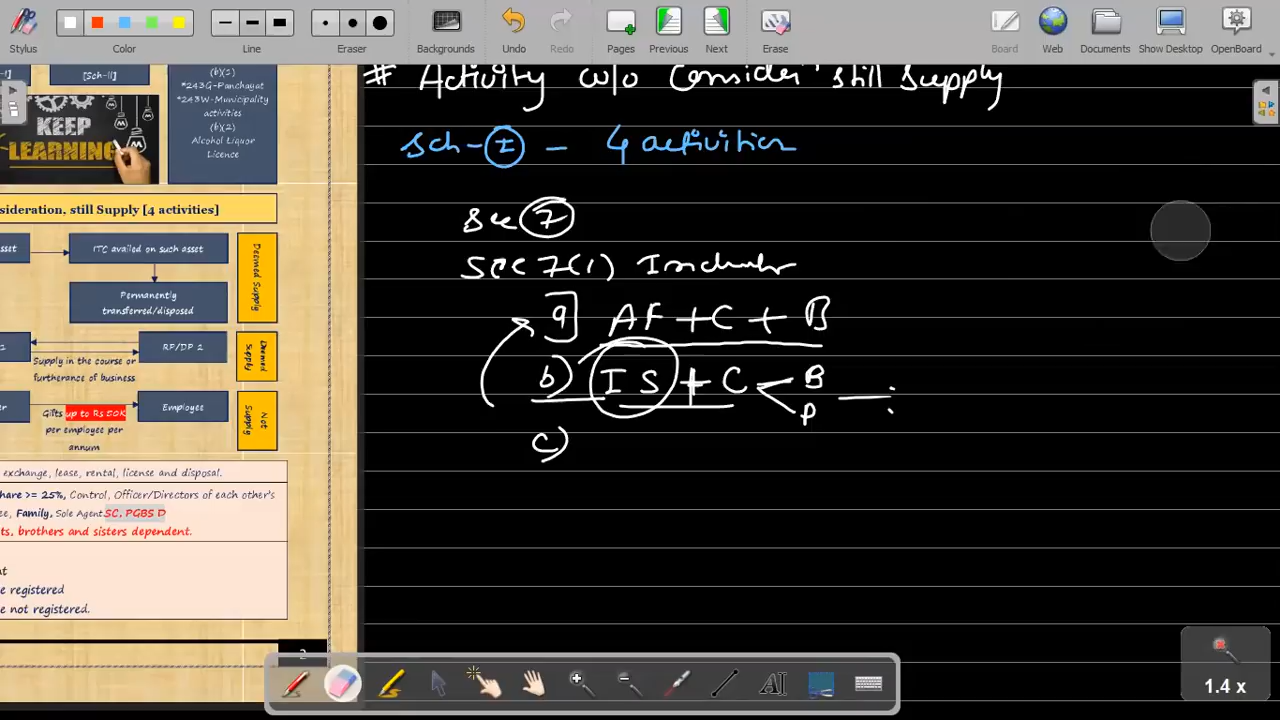 Stylus Color Line Eraser Backgrounds Undo Redo Pages Previous Next Erase Board Web Documents Show Desktop OpenBoard
[Sch-II]
(b)(1)
*243G-Panchayat
*243W-Municipality
activities
(b)(2)
Alcohol Liquor
Licence
KEEP
LEARNING
sideration, still Supply [4 activities]
sset
ITC availed on such asset
Permanently
transferred/disposed
Deemed Supply
RP/DP 1
Supply in the course or
furtherance of business
Deemed Supply
er
Gifts up to Rs 50K
per employee per
annum
Employee
Not Supply
exchange, lease, rental, license and disposal.
hare >= 25%, Control, Officer/Directors of each other's
ee, Family, Sole Agent SC, PGBS D
ts, brothers and sisters dependent.
at
e registered
e not registered.
2
# Activity w/o Consider" still supply
Sch-I - 4 activities
Sec 7
Sec 7(1) Includes
a] AF + C + B
b) IS + C < B
P
c)
1.4 x